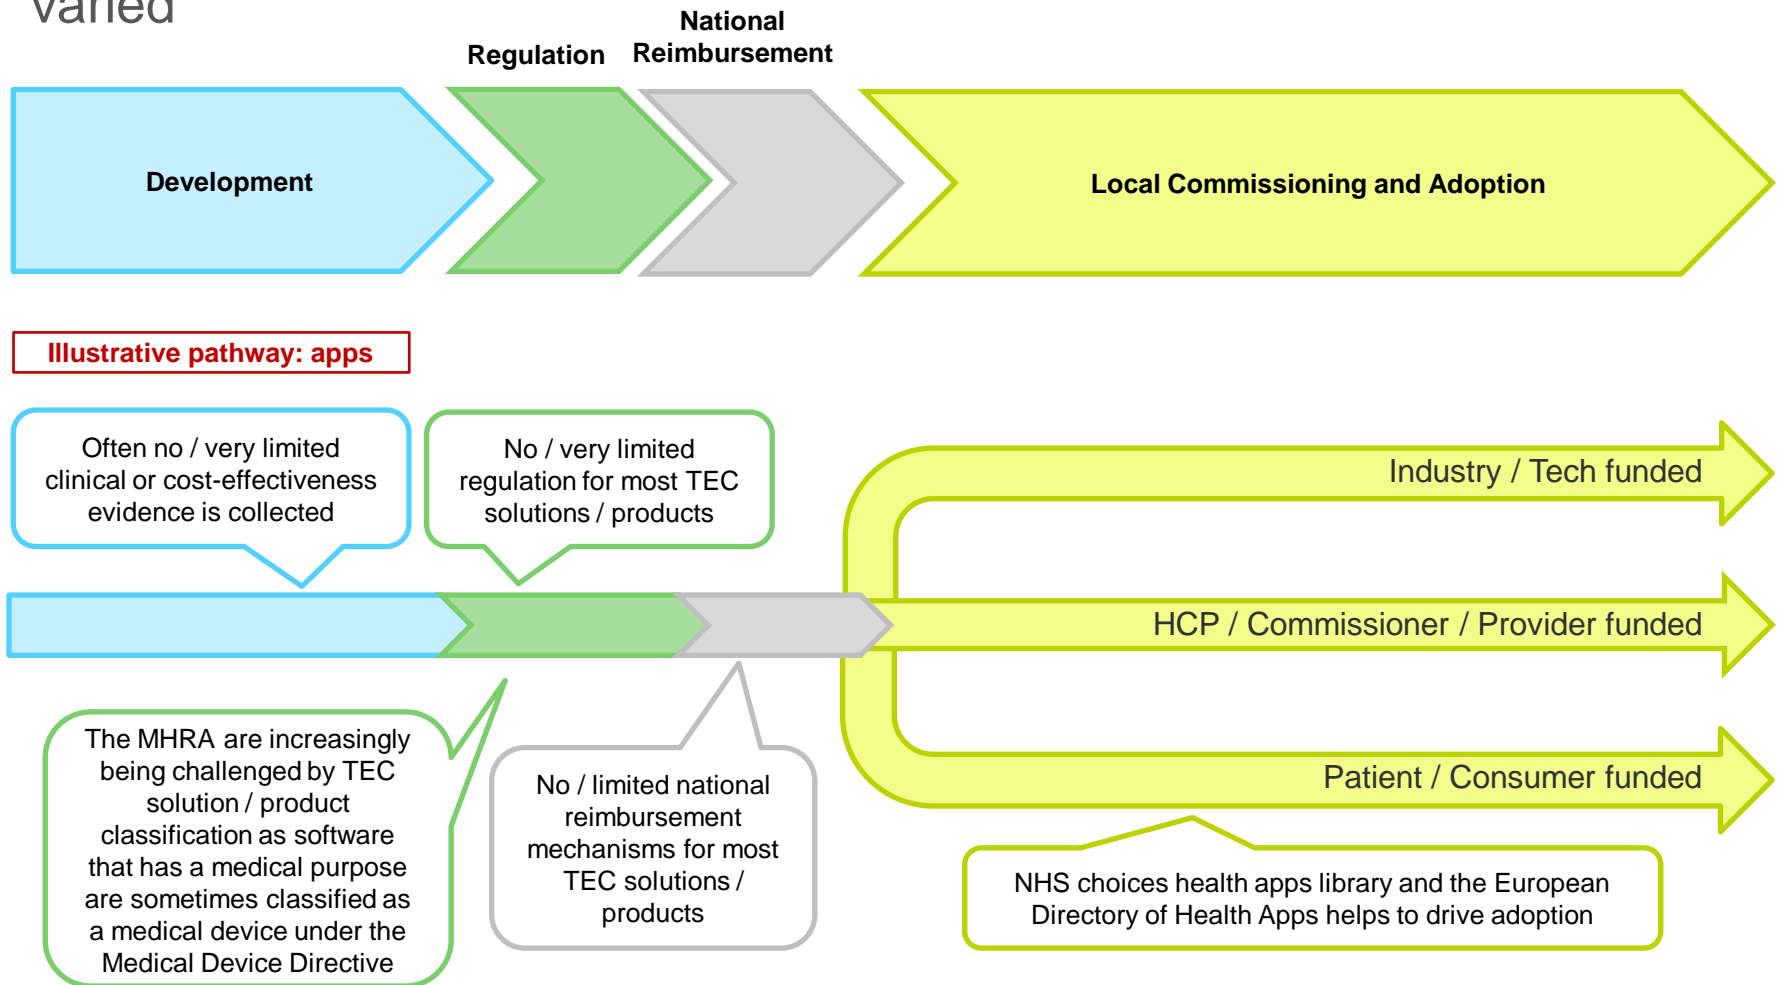 varied
National
Reimbursement
Regulation
Development
Local Commissioning and Adoption
Illustrative pathway: apps
Often no / very limited
clinical or cost-effectiveness
evidence is collected
No / very limited
regulation for most TEC
solutions / products
Industry / Tech funded
HCP / Commissioner / Provider funded
Patient / Consumer funded
The MHRA are increasingly
being challenged by TEC
solution / product
classification as software
that has a medical purpose
are sometimes classified as
a medical device under the
Medical Device Directive
No / limited national
reimbursement
mechanisms for most
TEC solutions /
products
NHS choices health apps library and the European
Directory of Health Apps helps to drive adoption